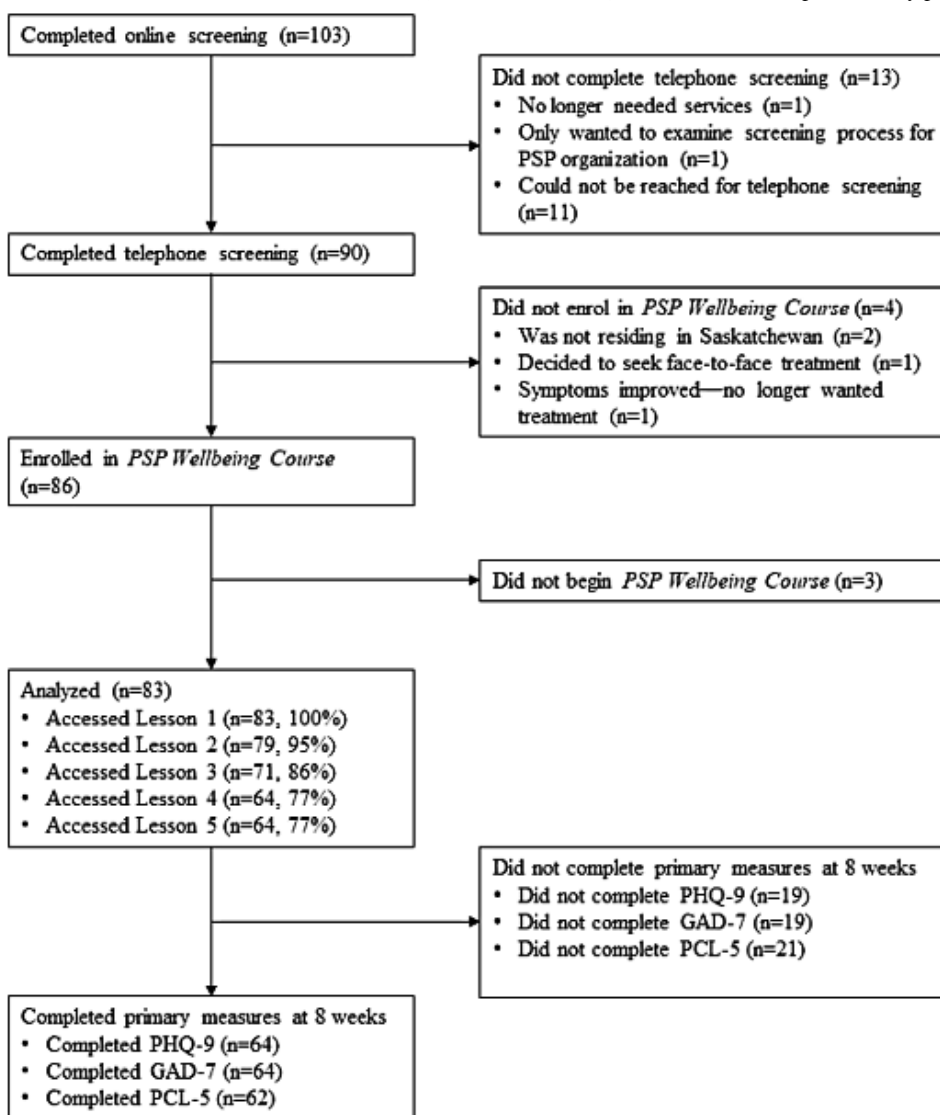 Completed online screening (n=103)
Did not complete telephone screening (n=13)
• No longer needed services (n=1)
• Only wanted to examine screening process for
PSP organization (n=1)
• Could not be reached for telephone screening
(n=11)
Completed telephone screening (n=90)
Did not enrol in PSP Wellbeing Course (n=4)
• Was not residing in Saskatchewan (n=2)
• Decided to seek face-to-face treatment (n=1)
• Symptoms improved—no longer wanted
treatment (n=1)
Enrolled in PSP Wellbeing Course
(n=86)
Did not begin PSP Wellbeing Course (n=3)
Analyzed (n=83)
• Accessed Lesson 1 (n=83, 100%)
• Accessed Lesson 2 (n=79, 95%)
• Accessed Lesson 3 (n=71, 86%)
• Accessed Lesson 4 (n=64, 77%)
• Accessed Lesson 5 (n=64, 77%)
Did not complete primary measures at 8 weeks
• Did not complete PHQ-9 (n=19)
• Did not complete GAD-7 (n=19)
• Did not complete PCL-5 (n=21)
Completed primary measures at 8 weeks
• Completed PHQ-9 (n=64)
• Completed GAD-7 (n=64)
• Completed PCL-5 (n=62)